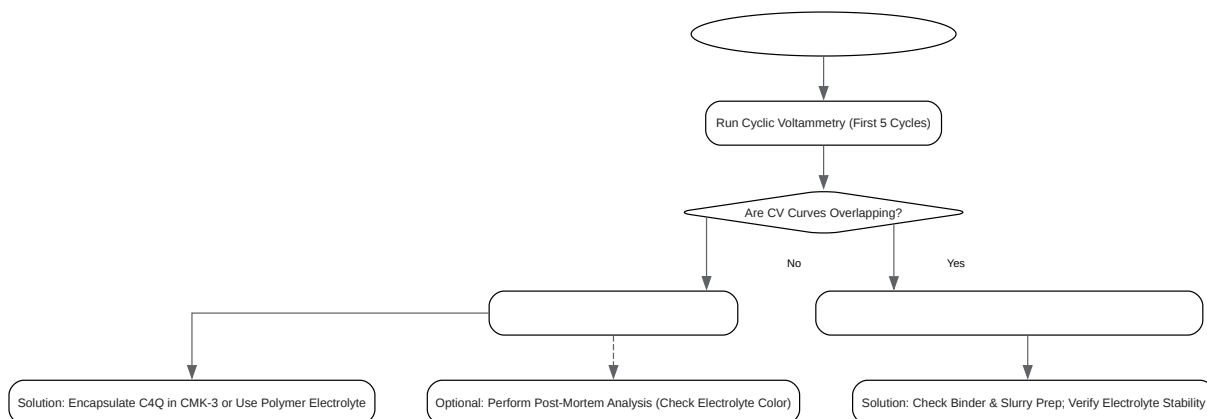 Run Cyclic Voltammetry (First 5 Cycles)
Are CV Curves Overlapping?
No
Yes
Solution: Encapsulate C4Q in CMK-3 or Use Polymer Electrolyte
Optional: Perform Post-Mortem Analysis (Check Electrolyte Color)
Solution: Check Binder & Slurry Prep; Verify Electrolyte Stability